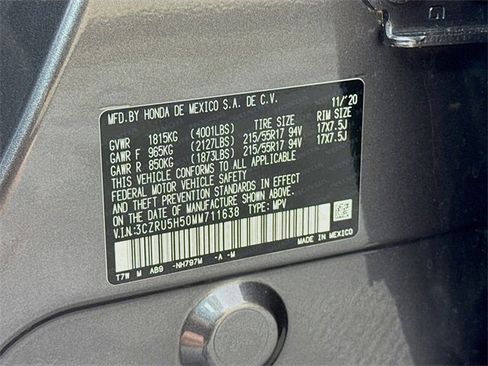 MFD.BY HONDA DE MEXICO S.A. DE C.V. 11/'20
GVWR 1815KG (4001LBS) TIRE SIZE RIM SIZE
GAWR F 965KG (2127LBS) 215/55R17 94V 17X7.5J
GAWR R 850KG (1873LBS) 215/55R17 94V 17X7.5J
THIS VEHICLE CONFORMS TO ALL APPLICABLE
FEDERAL MOTOR VEHICLE SAFETY
AND THEFT PREVENTION STANDARDS IN EFFECT
ON THE DATE OF MANUFACTURE SHOWN ABOVE.
V.I.N:3CZRU5H50MM711638 TYPE: MPV
MADE IN
MEXICO
T7W M AB9 -NH797M -A -M